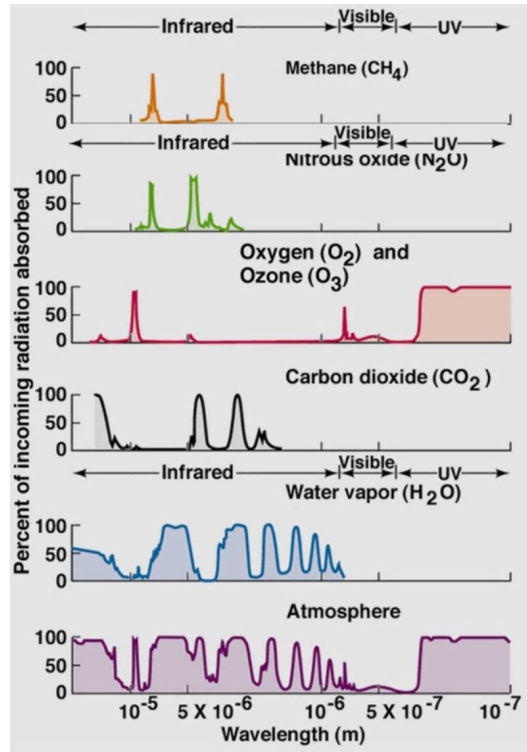 Infrared Visible UV
Methane (CH4)
100
50
0
Infrared Visible UV
Nitrous oxide (N2O)
100
50
0
Oxygen (O2) and
Ozone (O3)
100
50
0
Carbon dioxide (CO2)
100
50
0
Infrared Visible UV
Water vapor (H2O)
100
50
0
Atmosphere
100
50
0
10-5 5 X 10-6 10-6 5 X 10-7 10-7
Wavelength (m)
Percent of incoming radiation absorbed